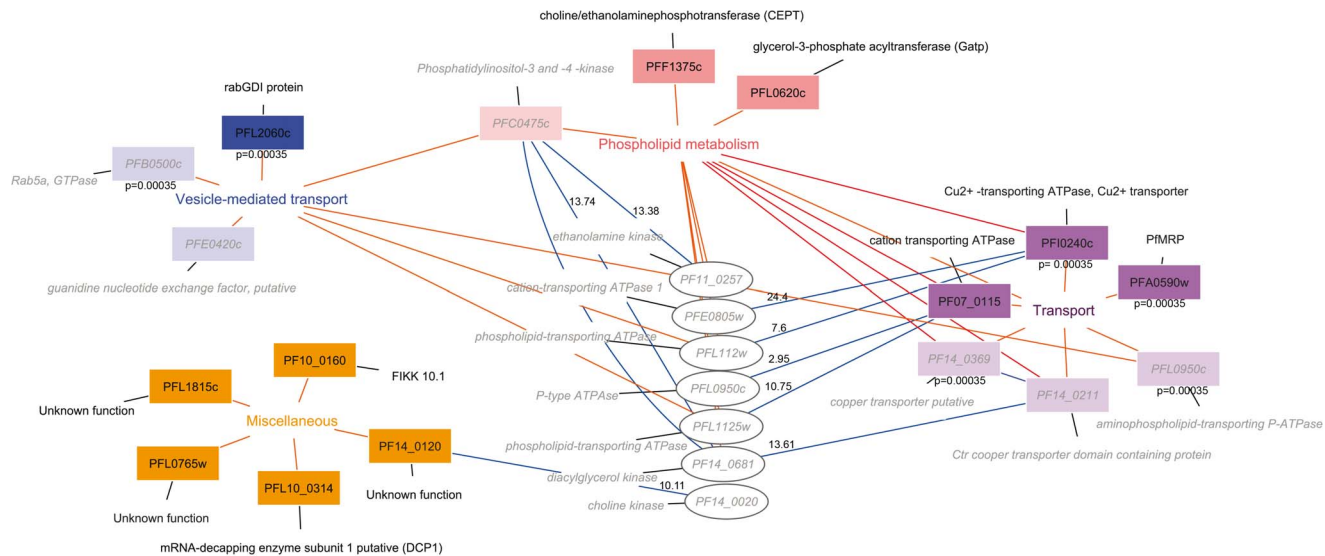 choline/ethanolaminephosphotransferase (CEPT)
glycerol-3-phosphate acyltransferase (Gatp)
Phosphatidylinositol-3 and -4 -kinase
PFF1375c
PFL0620c
rabGDI protein
PFC0475c
PFL2060c
p=0.00035
Phospholipid metabolism
PFB0500c
p=0.00035
Rab5a, GTPase
Vesicle-mediated transport
Cu2+ -transporting ATPase, Cu2+ transporter
13.74
13.38
PFE0420c
ethanolamine kinase
cation transporting ATPase
PFI0240c
p= 0.00035
PfMRP
guanidine nucleotide exchange factor, putative
PF11_0257
PFA0590w
p=0.00035
cation-transporting ATPase 1
24.4
PF07_0115
Transport
PFE0805w
phospholipid-transporting ATPase
7.6
PFL112w
PF10_0160
FIKK 10.1
2.95
PF14_0369
p=0.00035
PFL0950c
p=0.00035
PFL1815c
P-type ATPAse
PFL0950c
10.75
copper transporter putative
PF14_0211
Unknown function
Miscellaneous
PFL1125w
aminophospholipid-transporting P-ATPase
phospholipid-transporting ATPase
13.61
Ctr cooper transporter domain containing protein
PF14_0120
PFL0765w
PF14_0681
diacylglycerol kinase
PFL10_0314
Unknown function
10.11
PF14_0020
choline kinase
Unknown function
mRNA-decapping enzyme subunit 1 putative (DCP1)